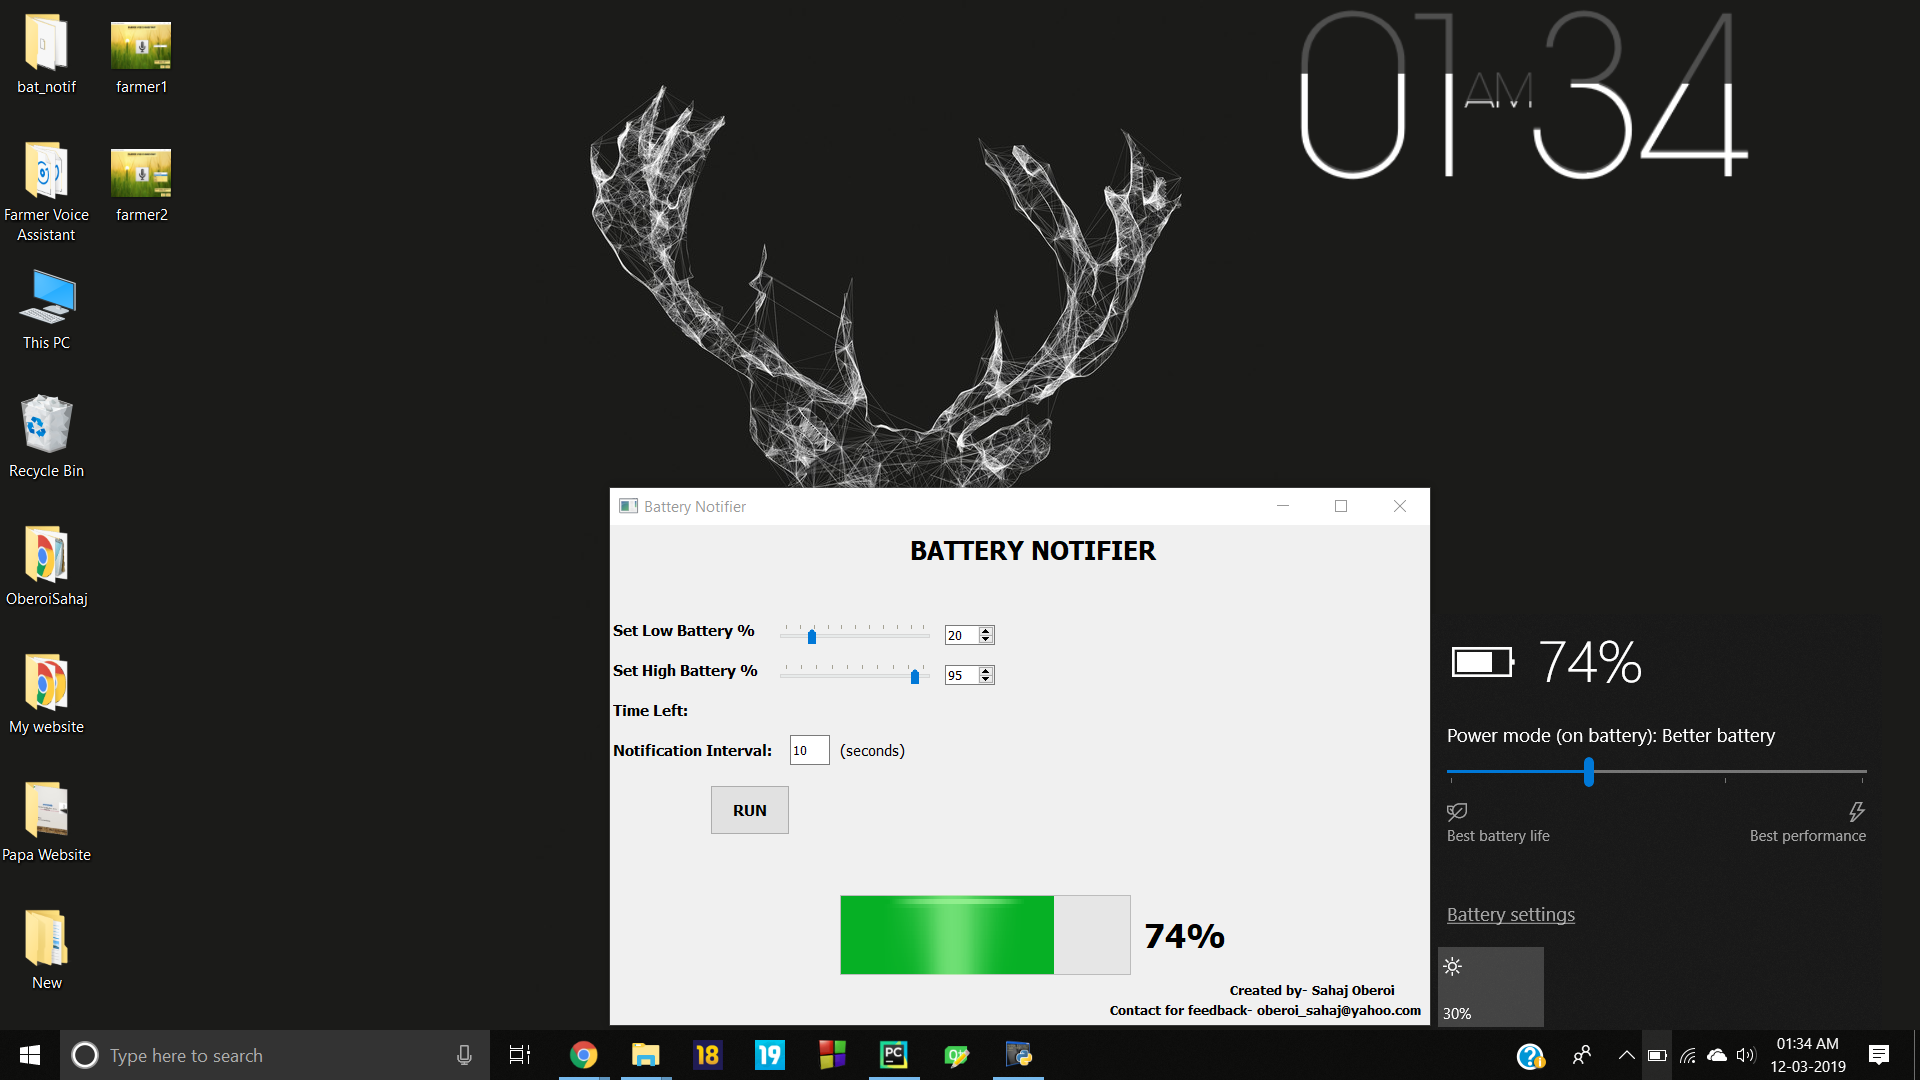 bat_notif
farmer1
Farmer Voice
Assistant
farmer2
This PC
Recycle Bin
OberoiSahaj
My website
Papa Website
New
01 AM 34
Battery Notifier
BATTERY NOTIFIER
Set Low Battery %
20
Set High Battery %
95
Time Left:
Notification Interval:
10
(seconds)
RUN
74%
Created by- Sahaj Oberoi
Contact for feedback- oberoi_sahaj@yahoo.com
74%
Power mode (on battery): Better battery
Best battery life
Best performance
Battery settings
30%
Type here to search
18
19
PC
01:34 AM
12-03-2019